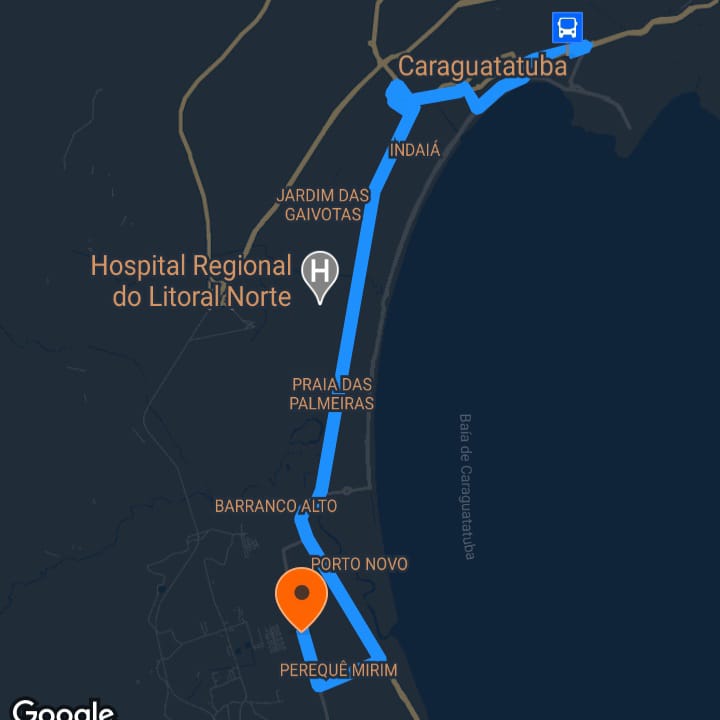 Caraguatatuba
INDAIÁ
JARDIM DAS
GAIVOTAS
Hospital Regional
do Litoral Norte
H
PRAIA DAS
PALMEIRAS
Baía de Caraguatatuba
BARRANCO ALTO
PORTO NOVO
PEREQUÊ MIRIM
Google